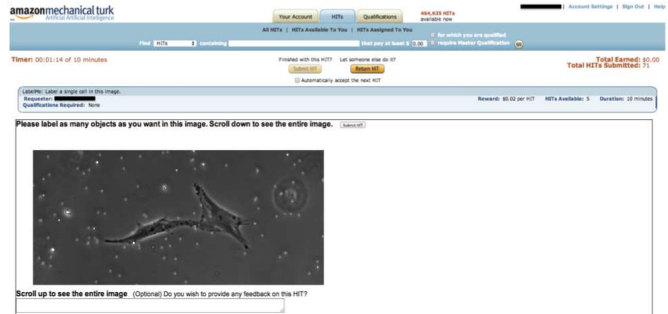 amazonmechanical turk
Artificial Artificial Intelligence
Your Account
HITs
Qualifications
464,835 HITs
available now
Account Settings | Sign Out | Help
All HITs | HITs Available To You | HITs Assigned To You
Find HITs containing that pay at least $ 0.00 for which you are qualified
require Master Qualification
GO
Timer: 00:01:14 of 10 minutes
Finished with this HIT? Let someone else do it?
Submit HIT
Return HIT
Automatically accept the next HIT
Total Earned: $0.00
Total HITs Submitted: 71
LabelMe: Label a single cell in this image.
Requester:
Qualifications Required: None
Reward: $0.02 per HIT HITs Available: 5 Duration: 10 minutes
Please label as many objects as you want in this image. Scroll down to see the entire image.
Submit HIT
Scroll up to see the entire image (Optional) Do you wish to provide any feedback on this HIT?